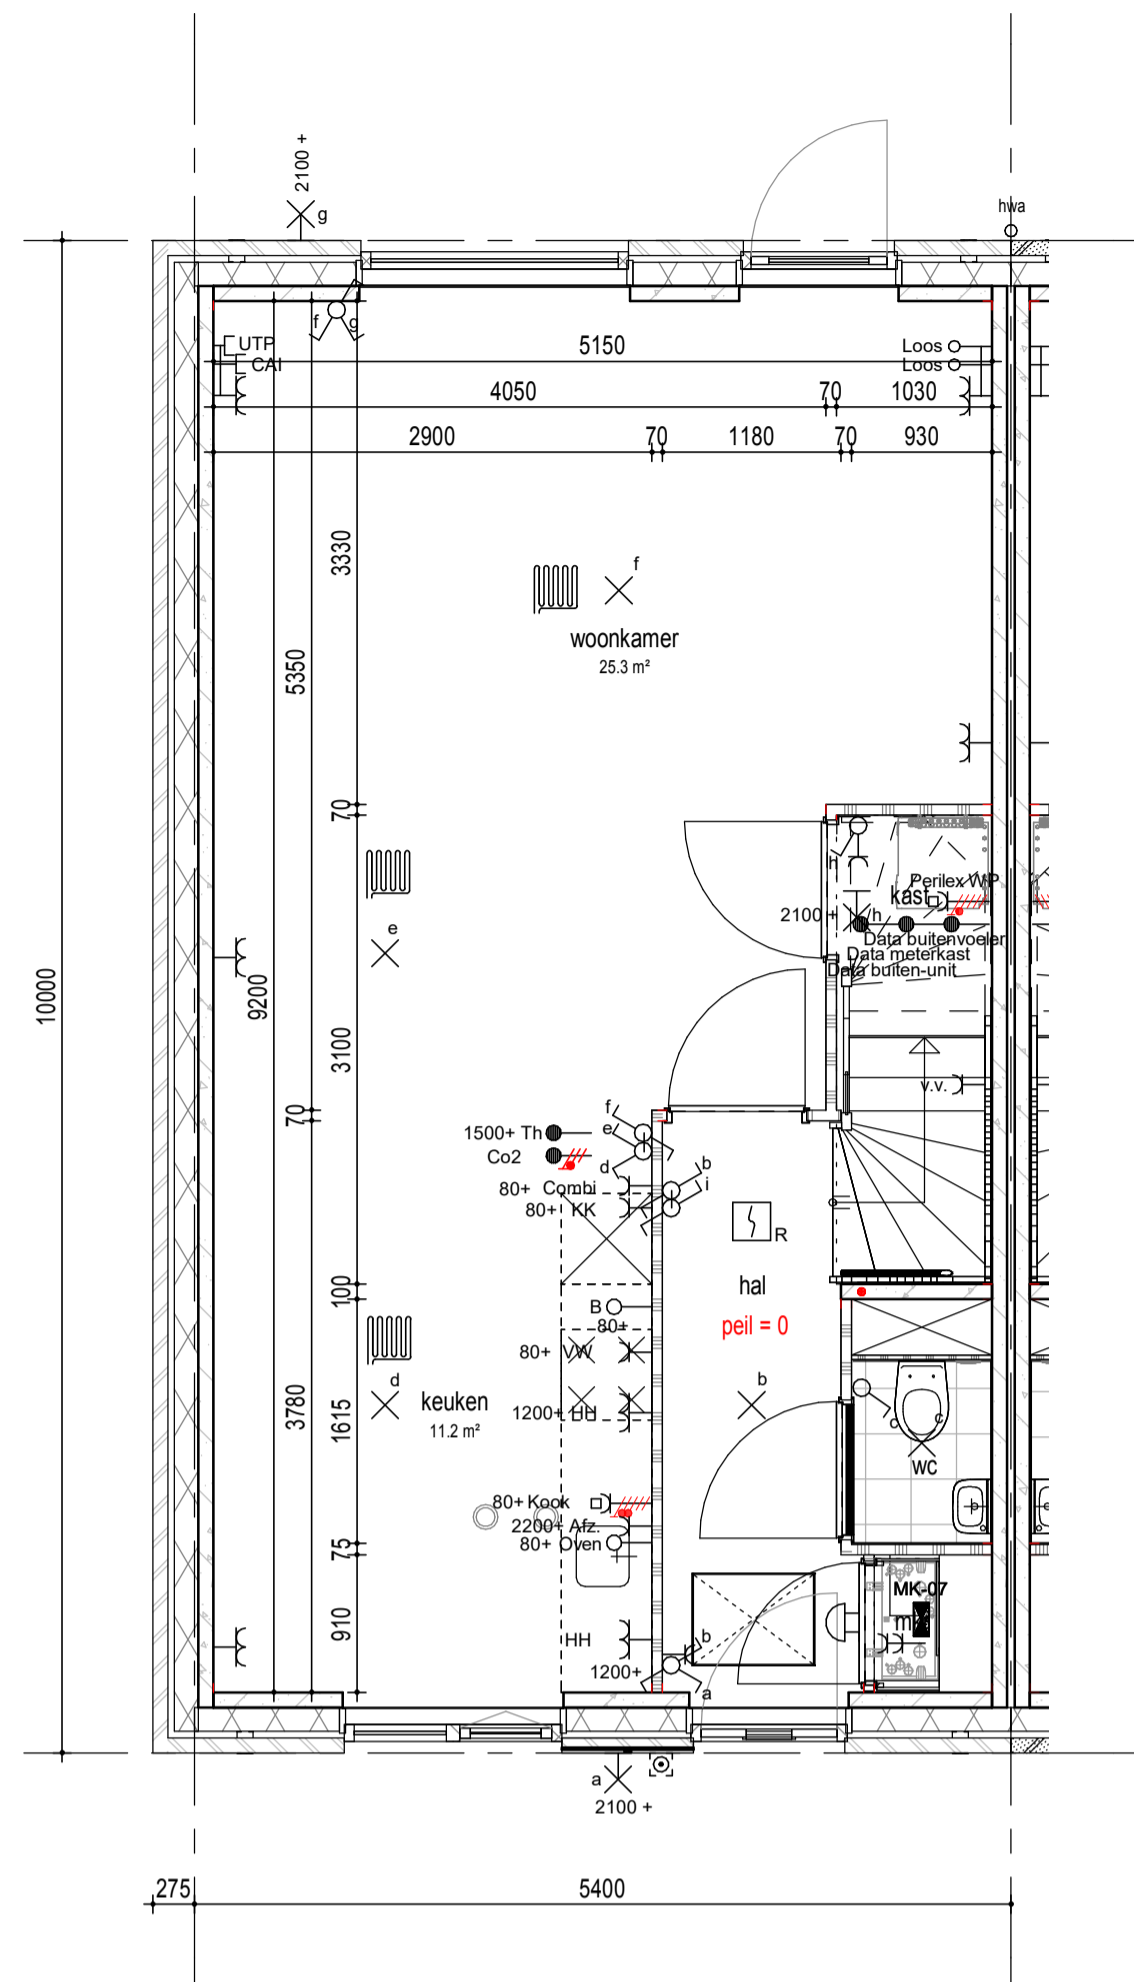 2100 +
g
hwa
f g
UTP
CAI
5150
Loos
Loos
4050 70 1030
2900 70 1180 70 930
3330
f
woonkamer
25.3 m²
5350
70
Perilex WP
kast
h
2100 + h
Data buitenvoeler
Data meterkast
Data buiten-unit
e
10000
9200
3100
v.v.
70
f
1500+ Th
e
Co2
d
b
80+ Combi
i
80+ KK
R
hal
100
B
80+
peil = 0
80+ VW
d
keuken
11.2 m²
b
3780
1615
1200+ HH
c
c
wc
80+ Kook
2200+ Afz.
80+ Oven
75
MK-07
910
HH
b
1200+
a
a
2100 +
275 5400